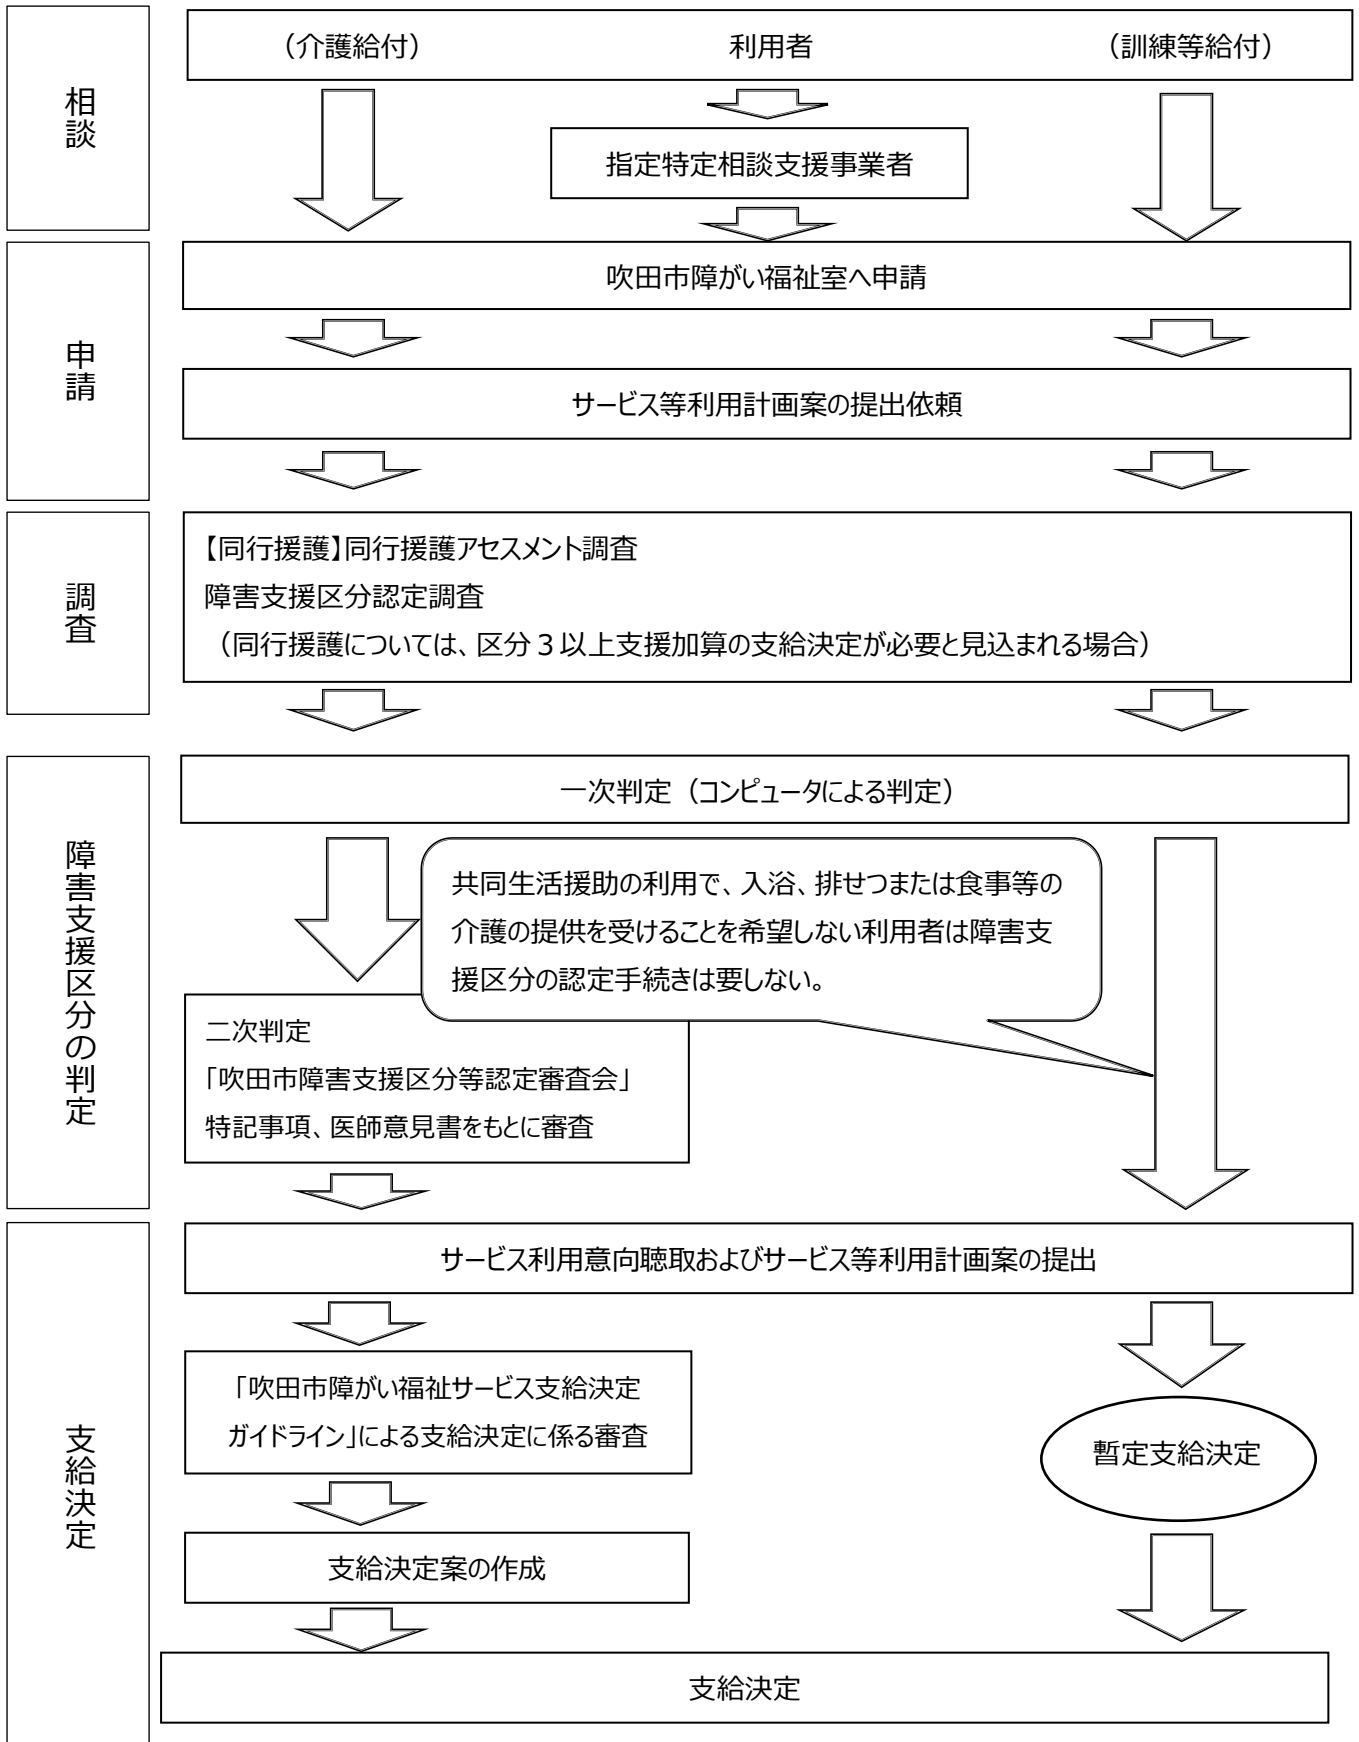 相談
(介護給付) 利用者 (訓練等給付)
指定特定相談支援事業者
申請
吹田市障がい福祉室へ申請
サービス等利用計画案の提出依頼
調査
【同行援護】同行援護アセスメント調査
障害支援区分認定調査
(同行援護については、区分3以上支援加算の支給決定が必要と見込まれる場合)
障害支援区分の判定
一次判定(コンピュータによる判定)
共同生活援助の利用で、入浴、排せつまたは食事等の
介護の提供を受けることを希望しない利用者は障害支
援区分の認定手続きは要しない。
二次判定
「吹田市障害支援区分等認定審査会」
特記事項、医師意見書をもとに審査
支給決定
サービス利用意向聴取およびサービス等利用計画案の提出
「吹田市障がい福祉サービス支給決定
ガイドライン」による支給決定に係る審査
暫定支給決定
支給決定案の作成
支給決定